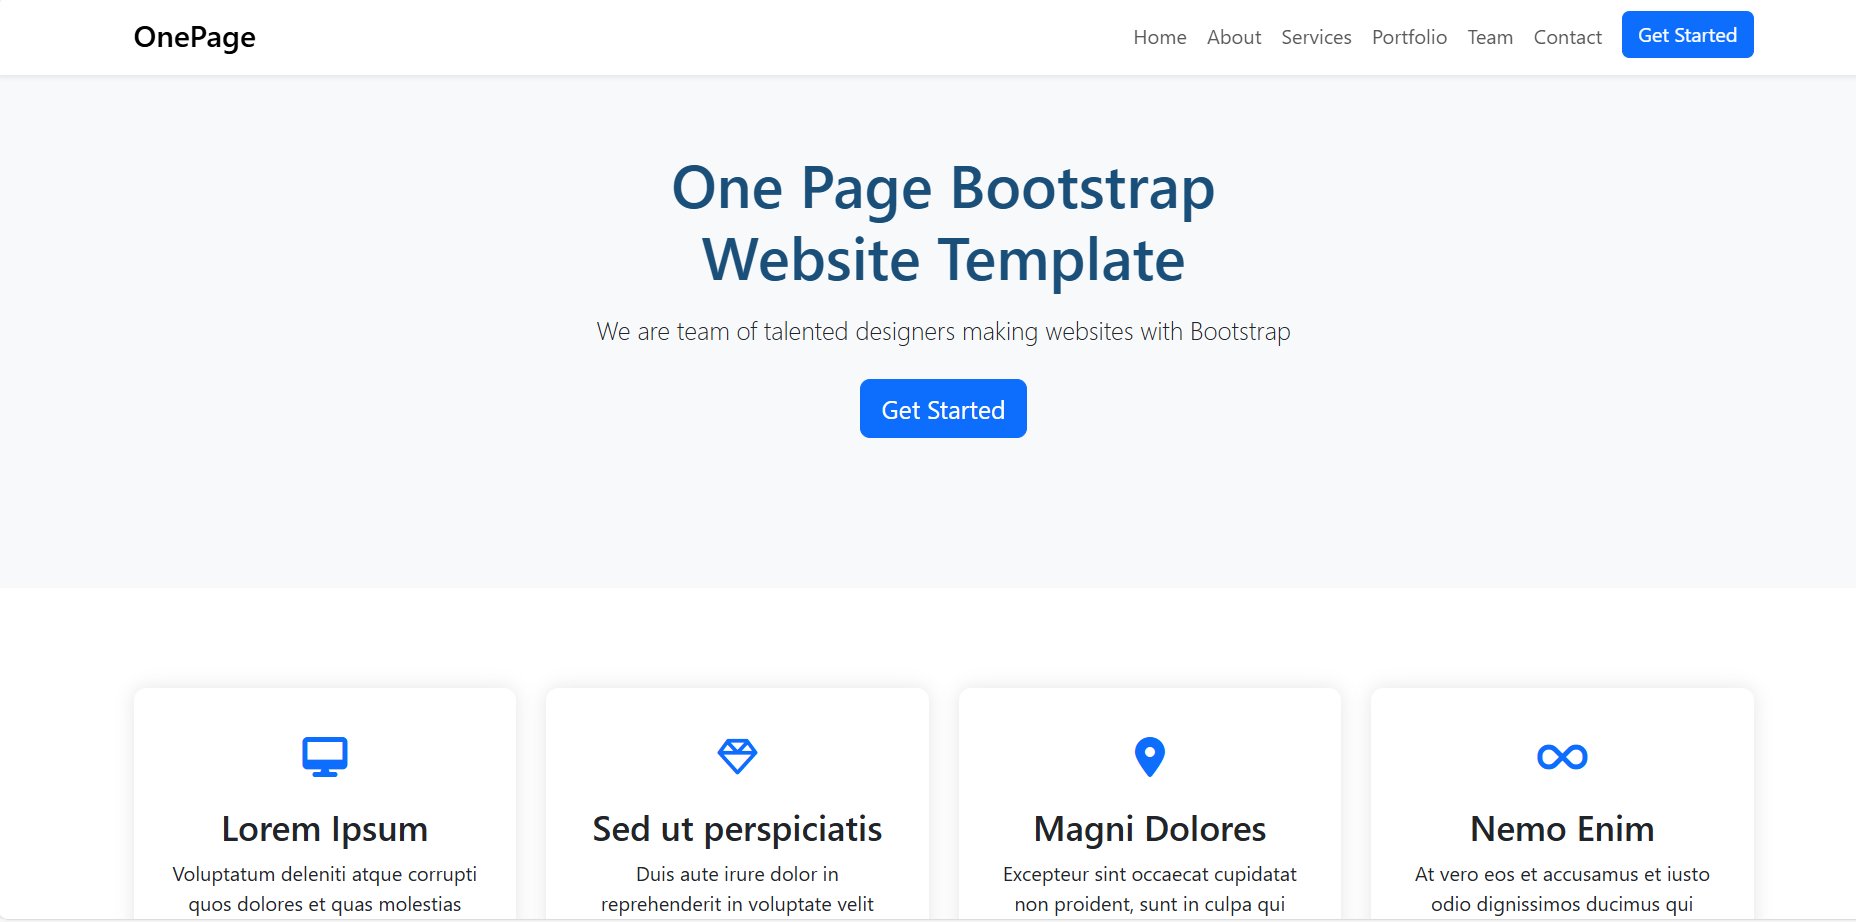 OnePage
Home About Services Portfolio Team Contact Get Started
One Page Bootstrap
Website Template
We are team of talented designers making websites with Bootstrap
Get Started
Lorem Ipsum
Voluptatum deleniti atque corrupti
quos dolores et quas molestias
Sed ut perspiciatis
Duis aute irure dolor in
reprehenderit in voluptate velit
Magni Dolores
Excepteur sint occaecat cupidatat
non proident, sunt in culpa qui
Nemo Enim
At vero eos et accusamus et iusto
odio dignissimos ducimus qui